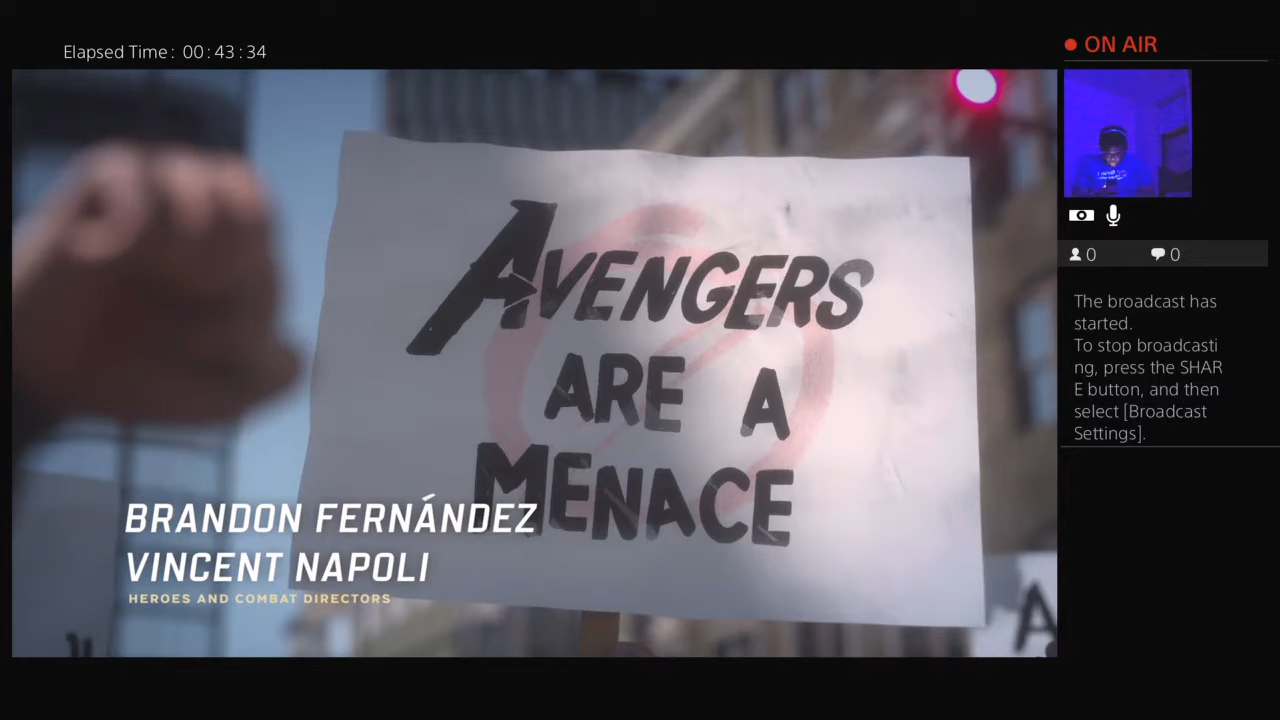 Elapsed Time: 00:43:34
ON AIR
AVENGERS
ARE A
MENACE
BRANDON FERNÁNDEZ
VINCENT NAPOLI
HEROES AND COMBAT DIRECTORS
A
0
0
The broadcast has
started.
To stop broadcasti
ng, press the SHAR
E button, and then
select [Broadcast
Settings].